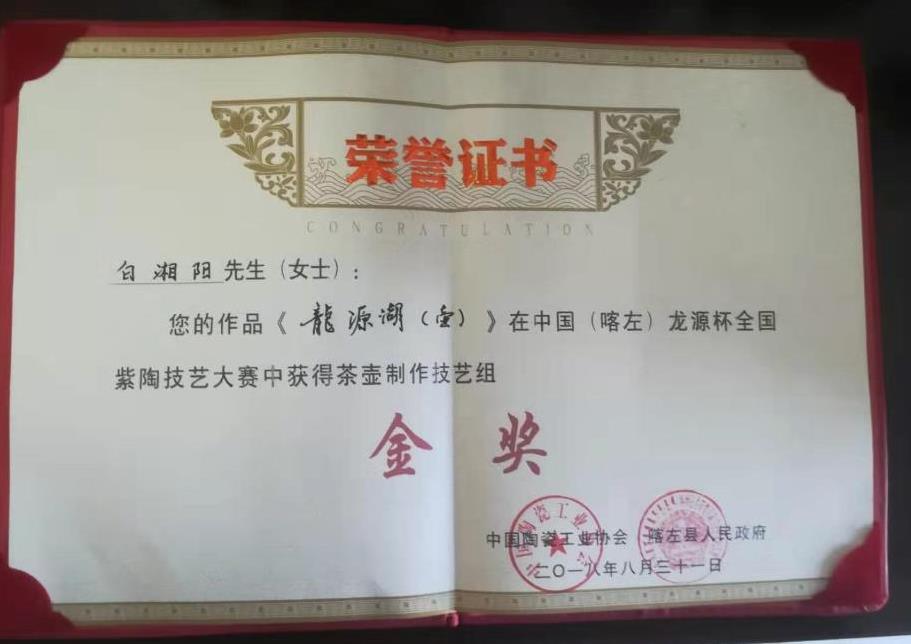 荣誉证书
CONGRATULATION
白湘阳先生（女士）：
您的作品《龍源湖（壶）》在中国（喀左）龙源杯全国
紫陶技艺大赛中获得茶壶制作技艺组
金奖
中国陶瓷工业协会 喀左县人民政府
二〇一八年八月三十一日